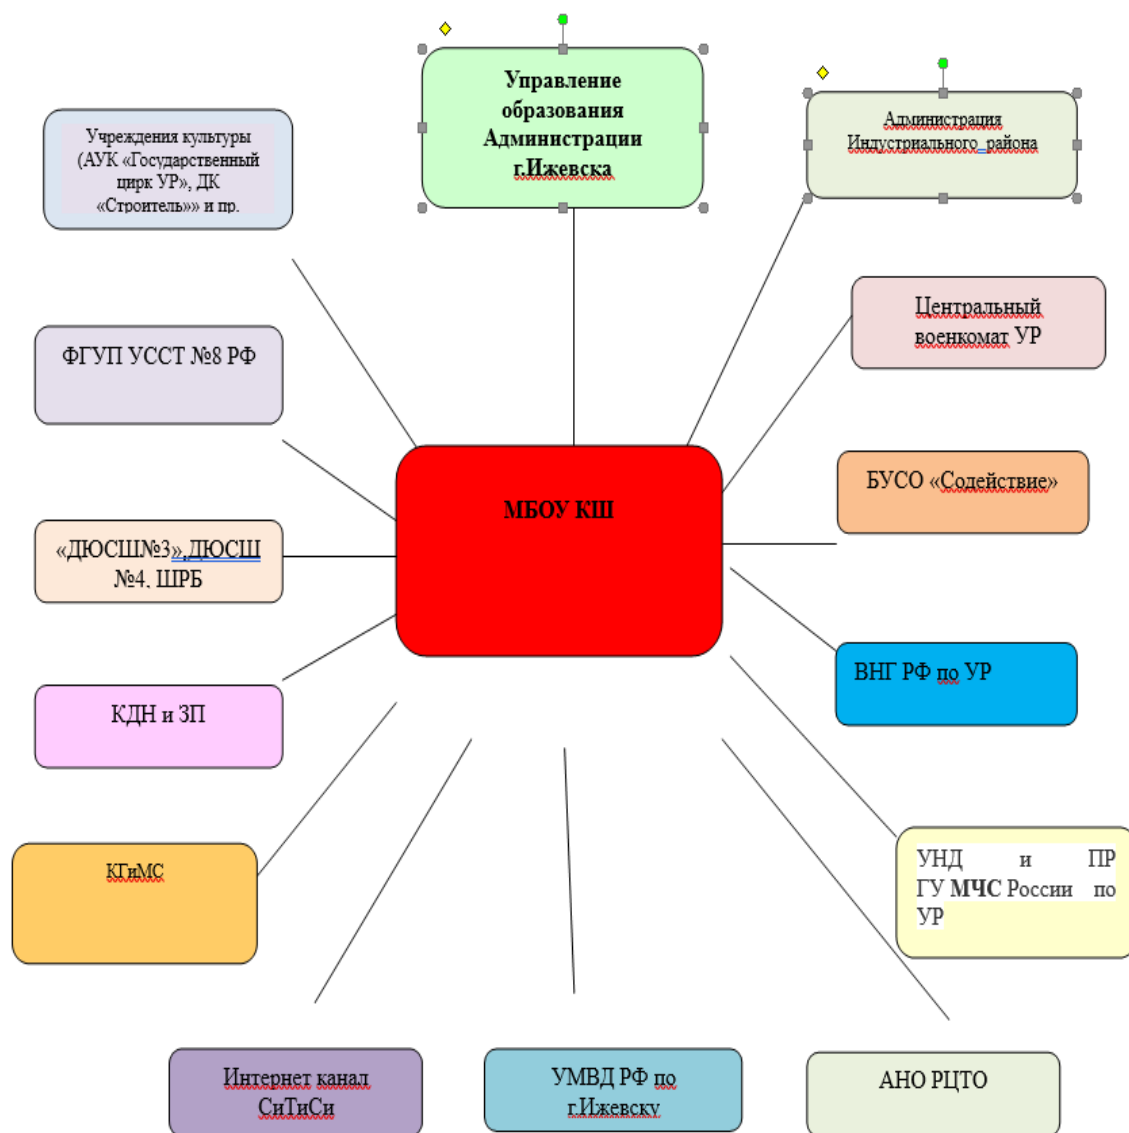 Управление
образования
Администрации
г.Ижевска
Администрация
Индустриального района
Учреждения культуры
(АУК «Государственный
цирк УР», ДК
«Строитель»» и пр.
Центральный
военкомат УР
ФГУП УССТ №8 РФ
БУСО «Содействие»
МБОУ КШ
«ДЮСШ№3»,ДЮСШ
№4, ШРБ
ВНГ РФ по УР
КДН и ЗП
УНД и ПР
ГУ МЧС России по
УР
КГиМС
Интернет канал
СиТиСи
УМВД РФ по
г.Ижевску
АНО РЦТО